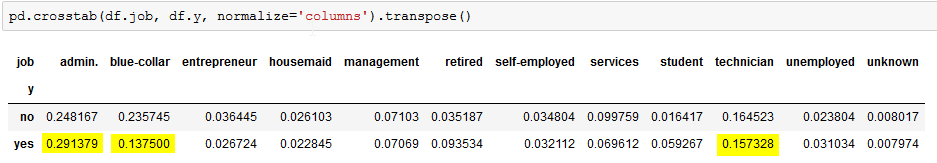 pd.crosstab(df.job, df.y, normalize='columns').transpose()
job admin. blue-collar entrepreneur housemaid management retired self-employed services student technician unemployed unknown
y
no 0.248167 0.235745 0.036445 0.026103 0.07103 0.035187 0.034804 0.099759 0.016417 0.164523 0.023804 0.008017
yes 0.291379 0.137500 0.026724 0.022845 0.07069 0.093534 0.032112 0.069612 0.059267 0.157328 0.031034 0.007974